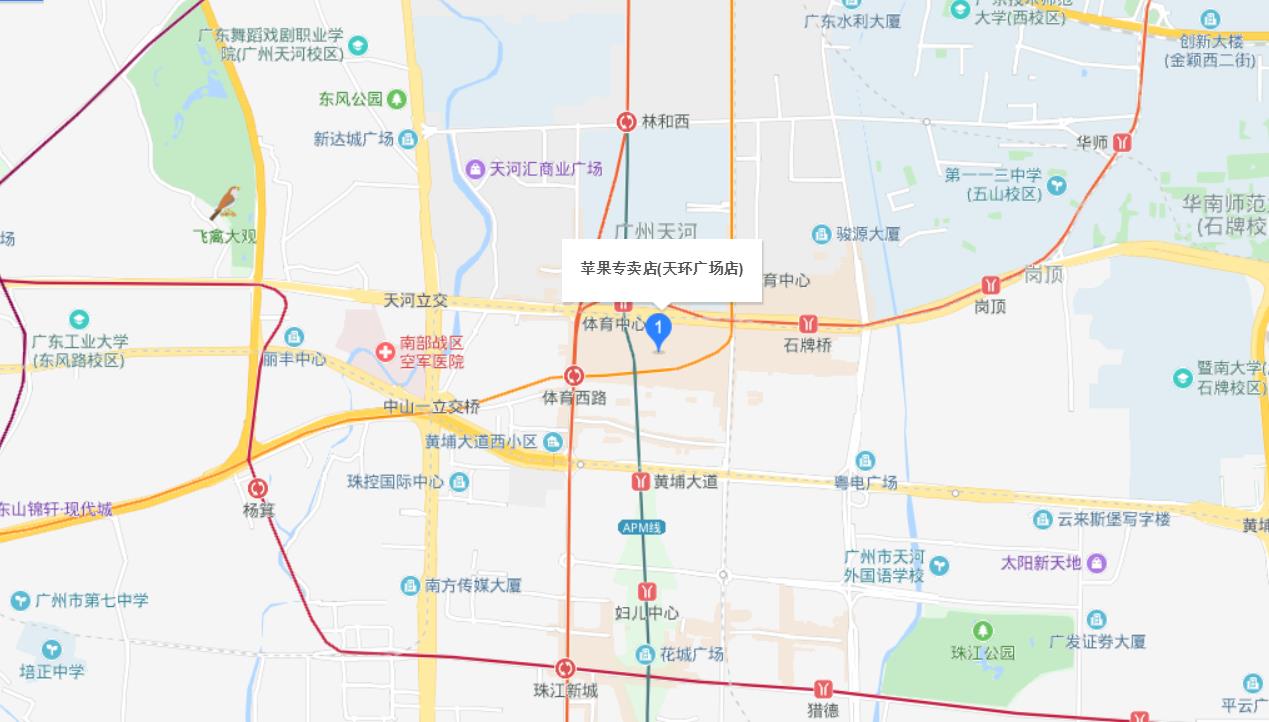 广东舞蹈戏剧职业学
院(广州天河校区)
广东水利大厦
大学(西校区)
创新大楼
(金颖西二街)
东风公园
新达城广场
林和西
华师
天河汇商业广场
第一一三中学
(五山校区)
华南师范
(石牌校
飞禽大观
场
广州天河
骏源大厦
苹果专卖店(天环广场店)
育中心
岗顶
岗顶
天河立交
体育中心
1
石牌桥
广东工业大学
(东风路校区)
丽丰中心
南部战区
空军医院
暨南大学(
石牌校区)
体育西路
中山一立交桥
黄埔大道西小区
珠控国际中心
黄埔大道
粤电广场
杨箕
东山锦轩·现代城
APM线
云来斯堡写字楼
黄埔
广州市天河
外国语学校
太阳新天地
南方传媒大厦
广州市第七中学
妇儿中心
培正中学
花城广场
珠江公园
广发证券大厦
珠江新城
猎德
平云广